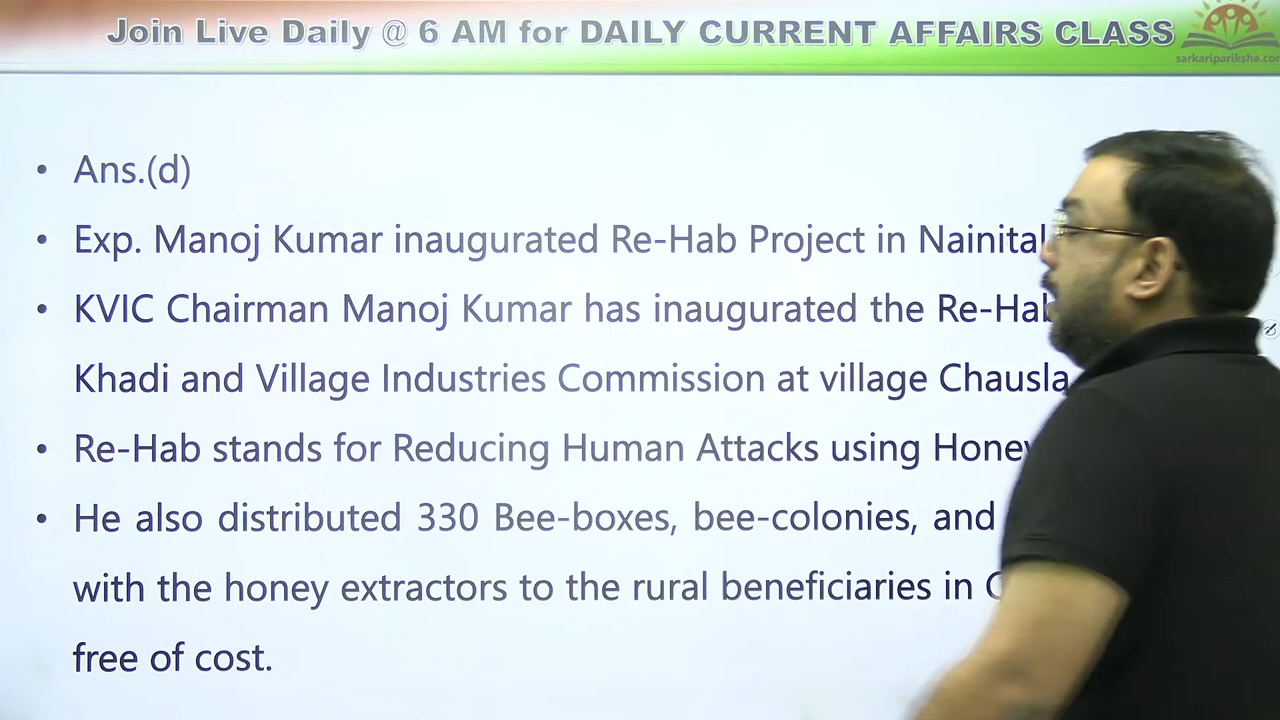 Join Live Daily @ 6 AM for DAILY CURRENT AFFAIRS CLASS
sarkaripariksha.com
• Ans.(d)
• Exp. Manoj Kumar inaugurated Re-Hab Project in Nainital
• KVIC Chairman Manoj Kumar has inaugurated the Re-Hab
Khadi and Village Industries Commission at village Chausla
• Re-Hab stands for Reducing Human Attacks using Honey
• He also distributed 330 Bee-boxes, bee-colonies, and
with the honey extractors to the rural beneficiaries in
free of cost.